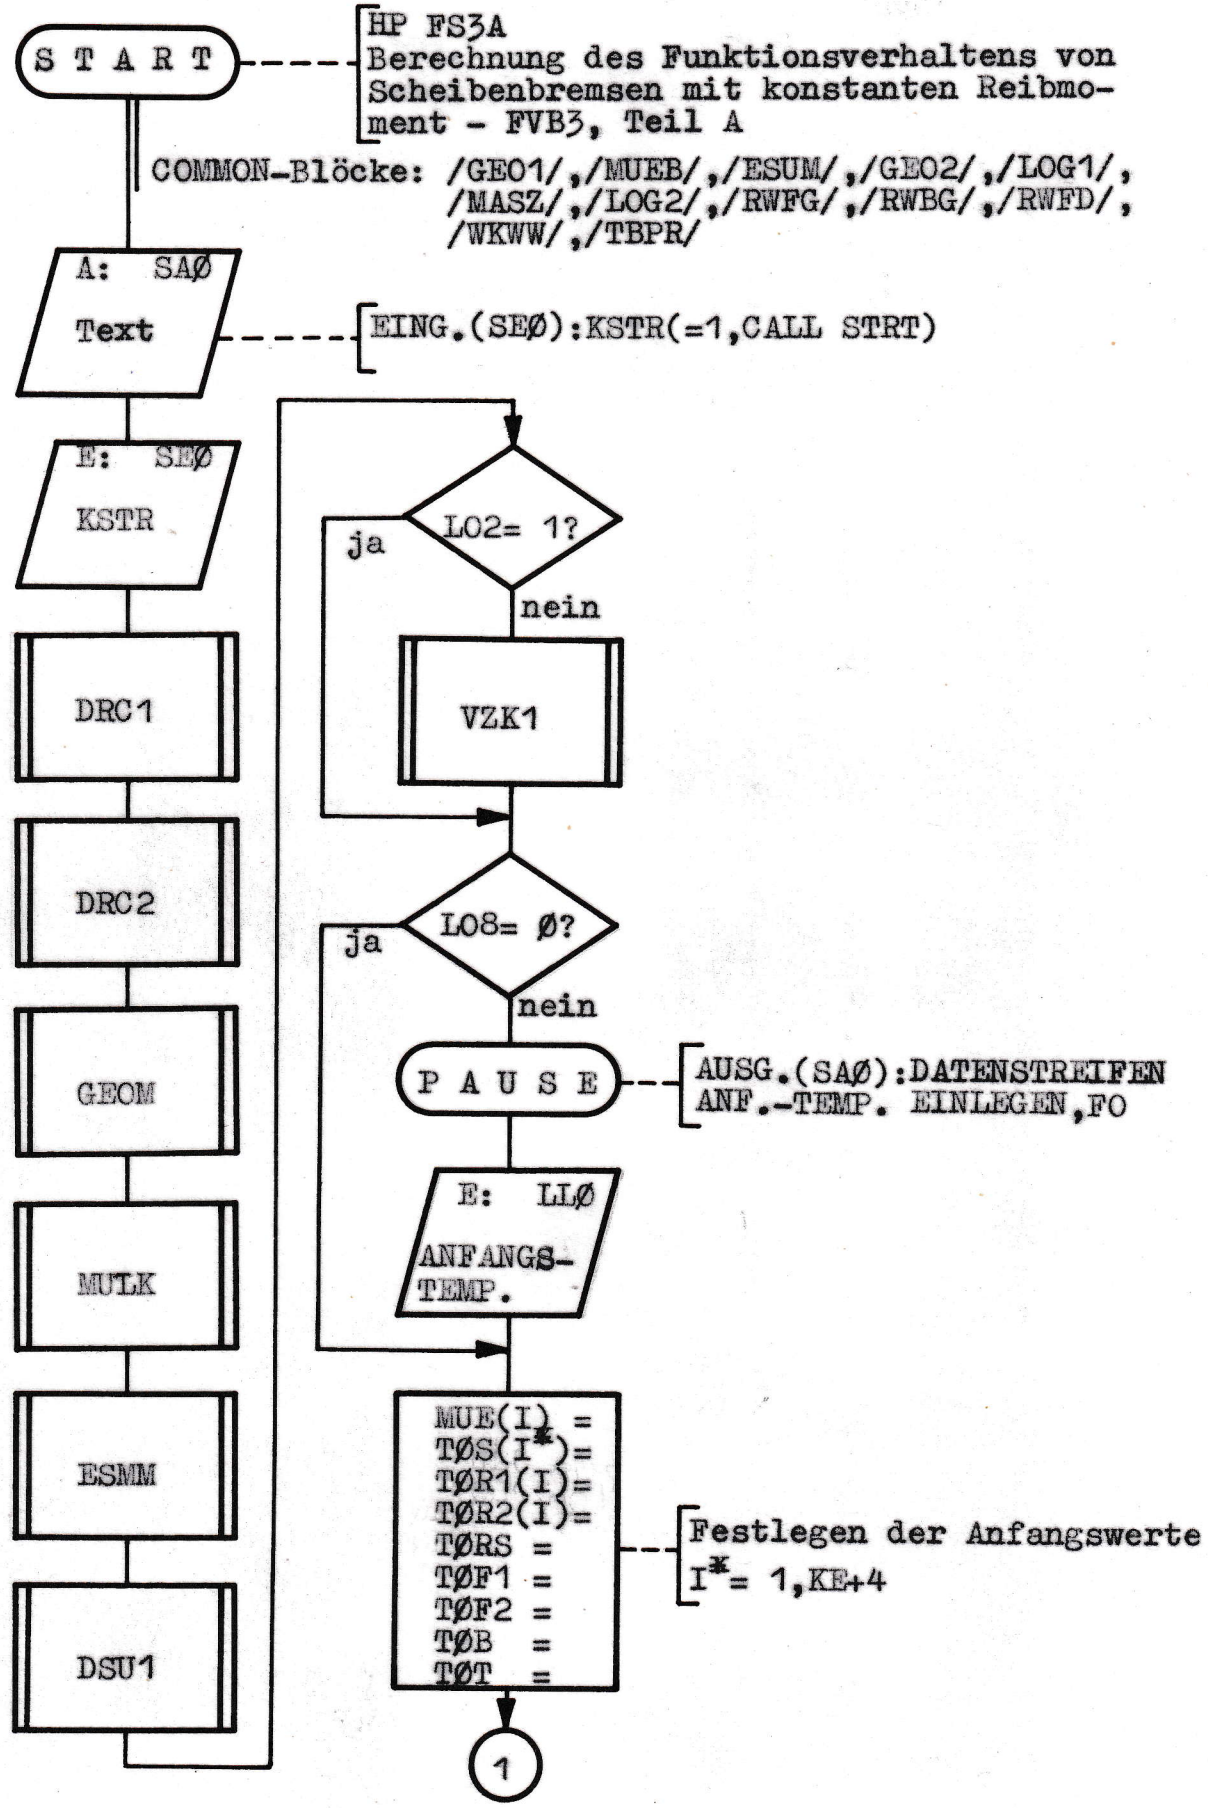 S T A R T
HP FS3A
Berechnung des Funktionsverhaltens von
Scheibenbremsen mit konstanten Reibmo-
ment - FVB3, Teil A
COMMON-Blöcke: /GEO1/,/MUEB/,/ESUM/,/GEO2/,/LOG1/,
/MASZ/,/LOG2/,/RWFG/,/RWBG/,/RWFD/,
/WKWW/,/TBPR/
A: SAØ
Text
EING.(SEØ):KSTR(=1,CALL STRT)
E: SEØ
KSTR
DRC1
DRC2
GEOM
MULK
ESMM
DSU1
LO2= 1?
ja
nein
VZK1
LO8= Ø?
ja
nein
P A U S E
AUSG.(SAØ):DATENSTREIFEN
ANF.-TEMP. EINLEGEN,FO
E: LLØ
ANFANGS-
TEMP.
MUE(I) =
TØS(I*)=
TØR1(I)=
TØR2(I)=
TØRS =
TØF1 =
TØF2 =
TØB =
TØT =
Festlegen der Anfangswerte
I*= 1,KE+4
1